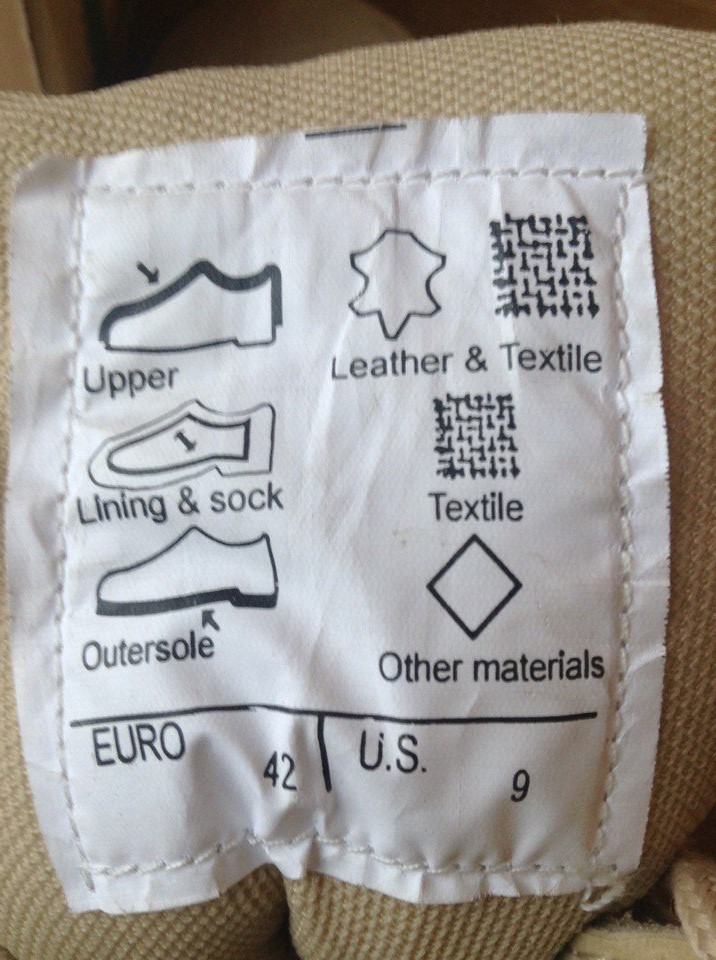 Upper
Leather & Textile
Lining & sock
Textile
Outersole
Other materials
EURO 42 U.S. 9